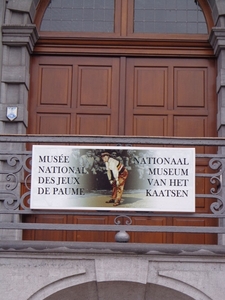 MUSÉE
NATIONAL
DES JEUX
DE PAUME
NATIONAAL
MUSEUM
VAN HET
KAATSEN